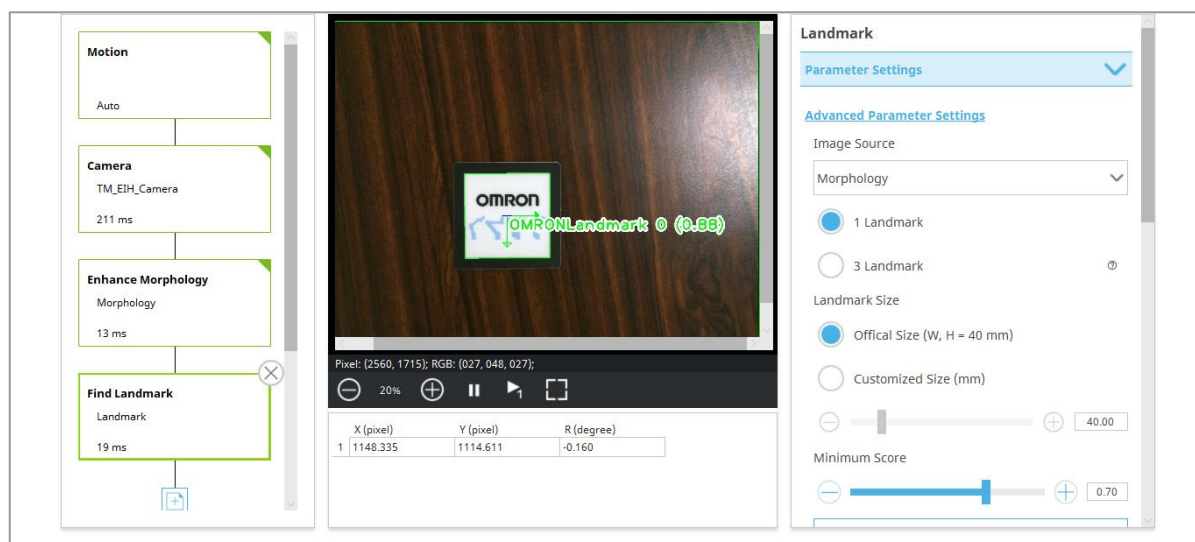 Motion
Auto
Camera
TM_EIH_Camera
211 ms
Enhance Morphology
Morphology
13 ms
Find Landmark
Landmark
19 ms
OMRON
OMRONLandmark 0 (0.88)
Pixel: (2560, 1715); RGB: (027, 048, 027);
20%
1
X (pixel) Y (pixel) R (degree)
1 1148.335 1114.611 -0.160
Landmark
Parameter Settings
Advanced Parameter Settings
Image Source
Morphology
1 Landmark
3 Landmark ?
Landmark Size
Offical Size (W, H = 40 mm)
Customized Size (mm)
40.00
Minimum Score
0.70